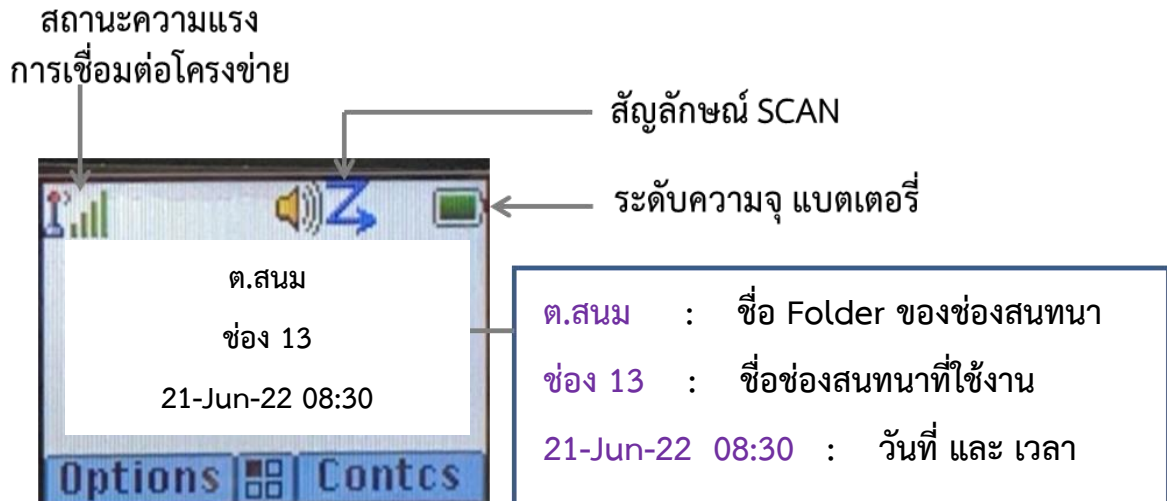 สถานะความแรง
การเชื่อมต่อโครงข่าย
สัญลักษณ์ SCAN
ระดับความจุ แบตเตอรี่
ต.สนม
ช่อง 13
21-Jun-22 08:30
Options Contcs
ต.สนม : ชื่อ Folder ของช่องสนทนา
ช่อง 13 : ชื่อช่องสนทนาที่ใช้งาน
21-Jun-22 08:30 : วันที่ และ เวลา